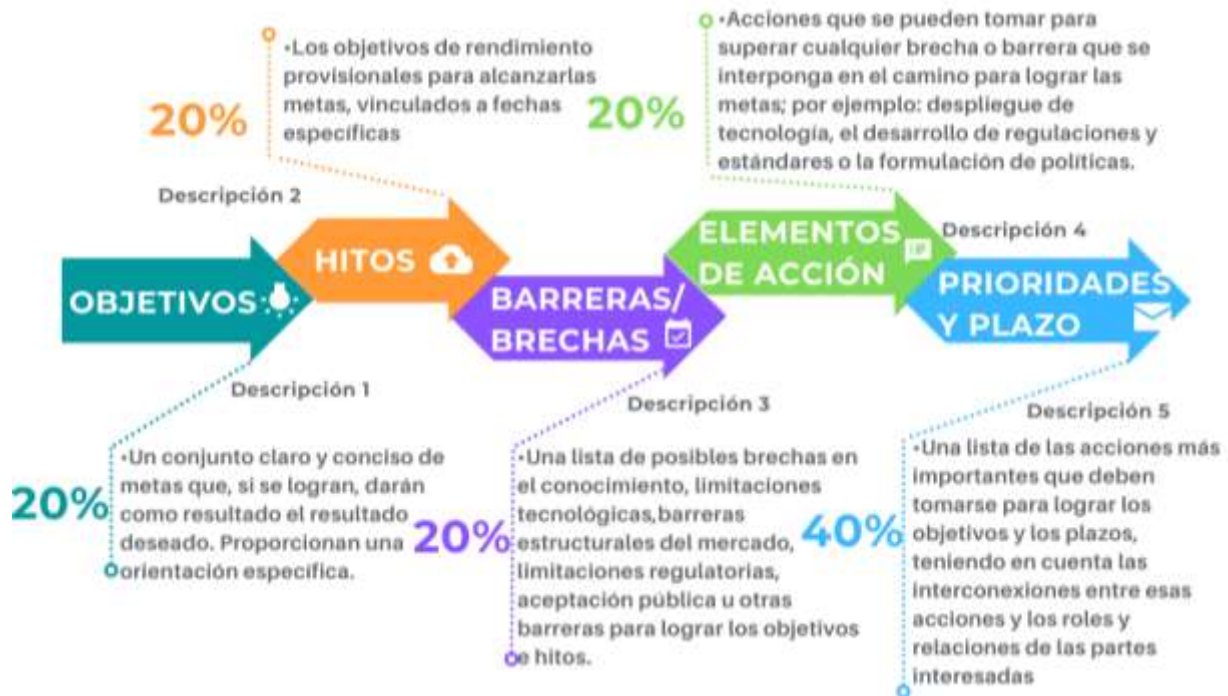 OBJETIVOS
Descripción 1
20%
•Un conjunto claro y conciso de
metas que, si se logran, darán
como resultado el resultado
deseado. Proporcionan una
orientación específica.
HITOS
Descripción 2
20%
•Los objetivos de rendimiento
provisionales para alcanzarlas
metas, vinculados a fechas
específicas
BARRERAS/
BRECHAS
Descripción 3
20%
•Una lista de posibles brechas en
el conocimiento, limitaciones
tecnológicas,barreras
estructurales del mercado,
limitaciones regulatorias,
aceptación pública u otras
barreras para lograr los objetivos
e hitos.
ELEMENTOS
DE ACCIÓN
Descripción 4
20%
•Acciones que se pueden tomar para
superar cualquier brecha o barrera que se
interponga en el camino para lograr las
metas; por ejemplo: despliegue de
tecnología, el desarrollo de regulaciones y
estándares o la formulación de políticas.
PRIORIDADES
Y PLAZO
Descripción 5
40%
•Una lista de las acciones más
importantes que deben
tomarse para lograr los
objetivos y los plazos,
teniendo en cuenta las
interconexiones entre esas
acciones y los roles y
relaciones de las partes
interesadas